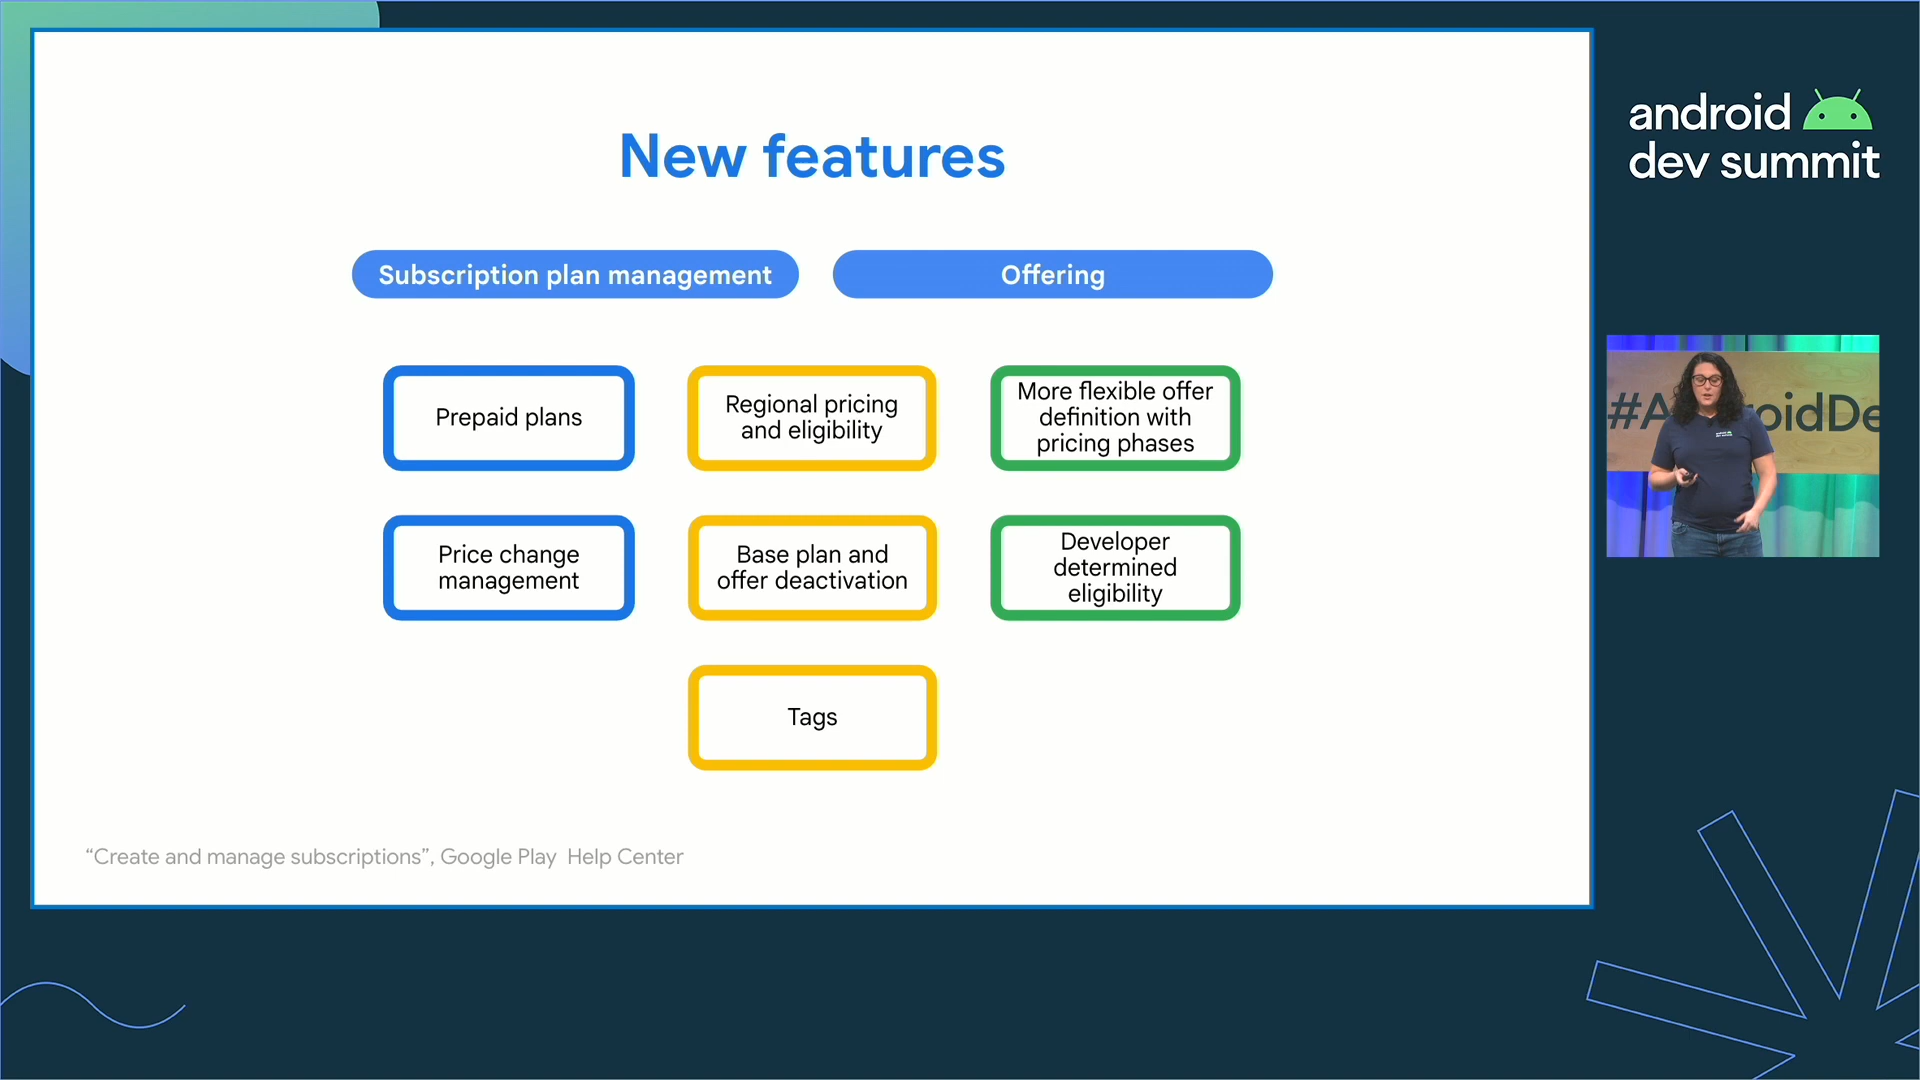 New features
Subscription plan management
Offering
Prepaid plans
Regional pricing
and eligibility
More flexible offer
definition with
pricing phases
Price change
management
Base plan and
offer deactivation
Developer
determined
eligibility
Tags
“Create and manage subscriptions”, Google Play Help Center
android
dev summit
#A
oidDe